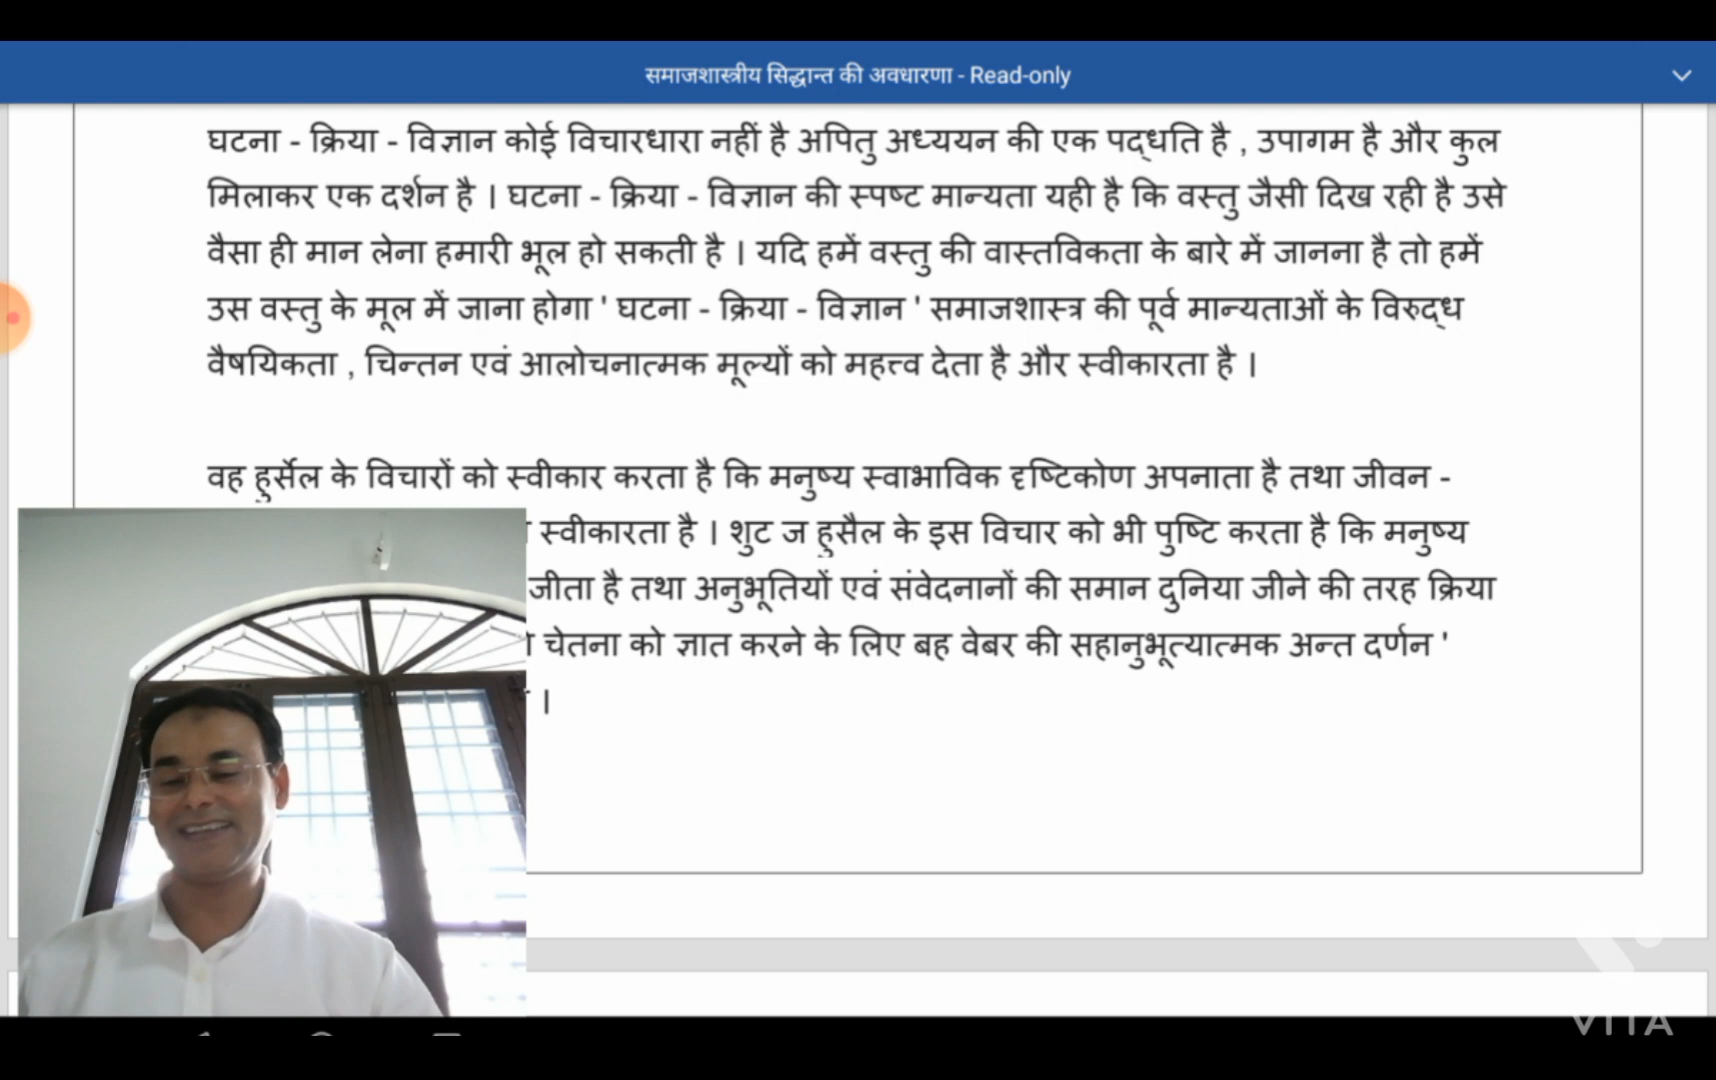 समाजशास्त्रीय सिद्धान्त की अवधारणा - Read-only
घटना - क्रिया - विज्ञान कोई विचारधारा नहीं है अपितु अध्ययन की एक पद्धति है , उपागम है और कुल
मिलाकर एक दर्शन है । घटना - क्रिया - विज्ञान की स्पष्ट मान्यता यही है कि वस्तु जैसी दिख रही है उसे
वैसा ही मान लेना हमारी भूल हो सकती है । यदि हमें वस्तु की वास्तविकता के बारे में जानना है तो हमें
उस वस्तु के मूल में जाना होगा ' घटना - क्रिया - विज्ञान ' समाजशास्त्र की पूर्व मान्यताओं के विरुद्ध
वैषयिकता , चिन्तन एवं आलोचनात्मक मूल्यों को महत्त्व देता है और स्वीकारता है ।
वह हुर्सेल के विचारों को स्वीकार करता है कि मनुष्य स्वाभाविक दृष्टिकोण अपनाता है तथा जीवन -
स्वीकारता है । शुट ज हुसैल के इस विचार को भी पुष्टि करता है कि मनुष्य
जीता है तथा अनुभूतियों एवं संवेदनानों की समान दुनिया जीने की तरह क्रिया
चेतना को ज्ञात करने के लिए बह वेबर की सहानुभूत्यात्मक अन्त दर्णन '
।
VITA